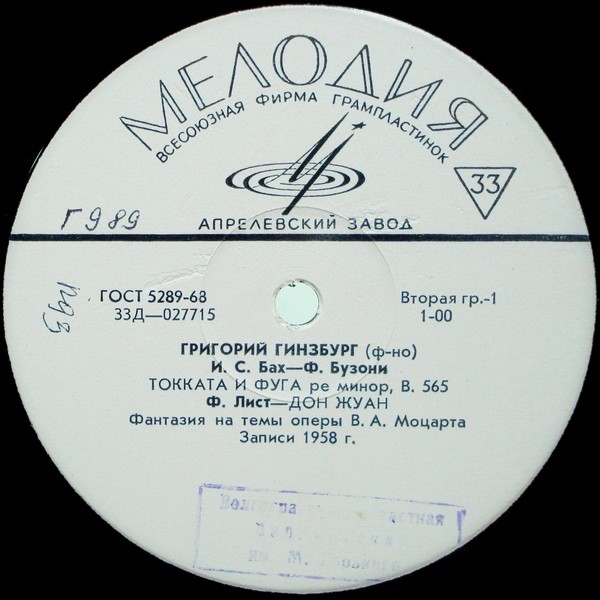 МЕЛОДИЯ
ВСЕСОЮЗНАЯ ФИРМА ГРАМПЛАСТИНОК
33
АПРЕЛЕВСКИЙ ЗАВОД
Г989
ГОСТ 5289-68
33Д—027715
Вторая гр.-1
1-00
ГРИГОРИЙ ГИНЗБУРГ (ф-но)
И. С. Бах—Ф. Бузони
ТОККАТА И ФУГА ре минор, В. 565
Ф. Лист—ДОН ЖУАН
Фантазия на темы оперы В. А. Моцарта
Записи 1958 г.